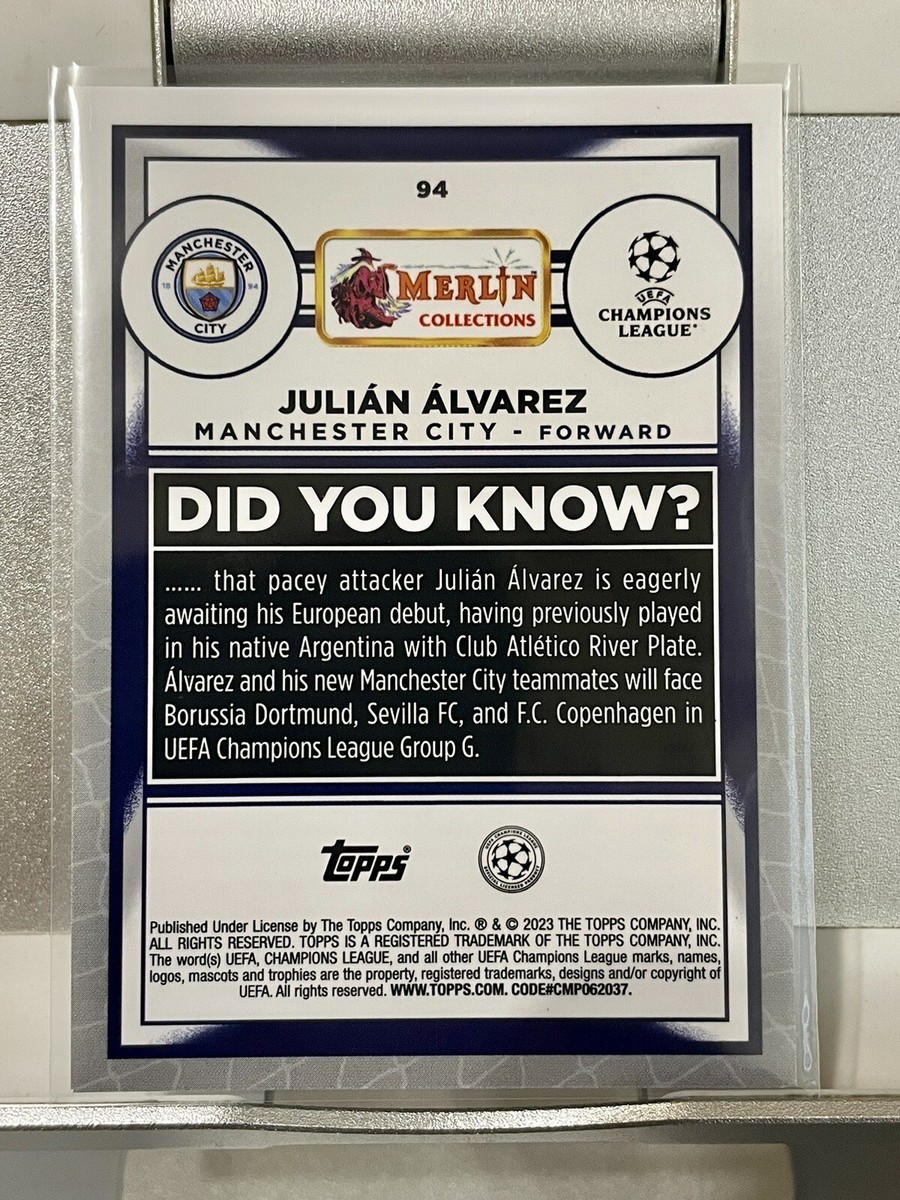 94
MANCHESTER
18 94
CITY
MERLIN
COLLECTIONS
UEFA
CHAMPIONS
LEAGUE®
JULIÁN ÁLVAREZ
MANCHESTER CITY - FORWARD
DID YOU KNOW?
...... that pacey attacker Julián Álvarez is eagerly
awaiting his European debut, having previously played
in his native Argentina with Club Atlético River Plate.
Álvarez and his new Manchester City teammates will face
Borussia Dortmund, Sevilla FC, and F.C. Copenhagen in
UEFA Champions League Group G.
topps®
Published Under License by The Topps Company, Inc. ® & © 2023 THE TOPPS COMPANY, INC.
ALL RIGHTS RESERVED. TOPPS IS A REGISTERED TRADEMARK OF THE TOPPS COMPANY, INC.
The word(s) UEFA, CHAMPIONS LEAGUE, and all other UEFA Champions League marks, names,
logos, mascots and trophies are the property, registered trademarks, designs and/or copyright of
UEFA. All rights reserved. WWW.TOPPS.COM. CODE#CMP062037.